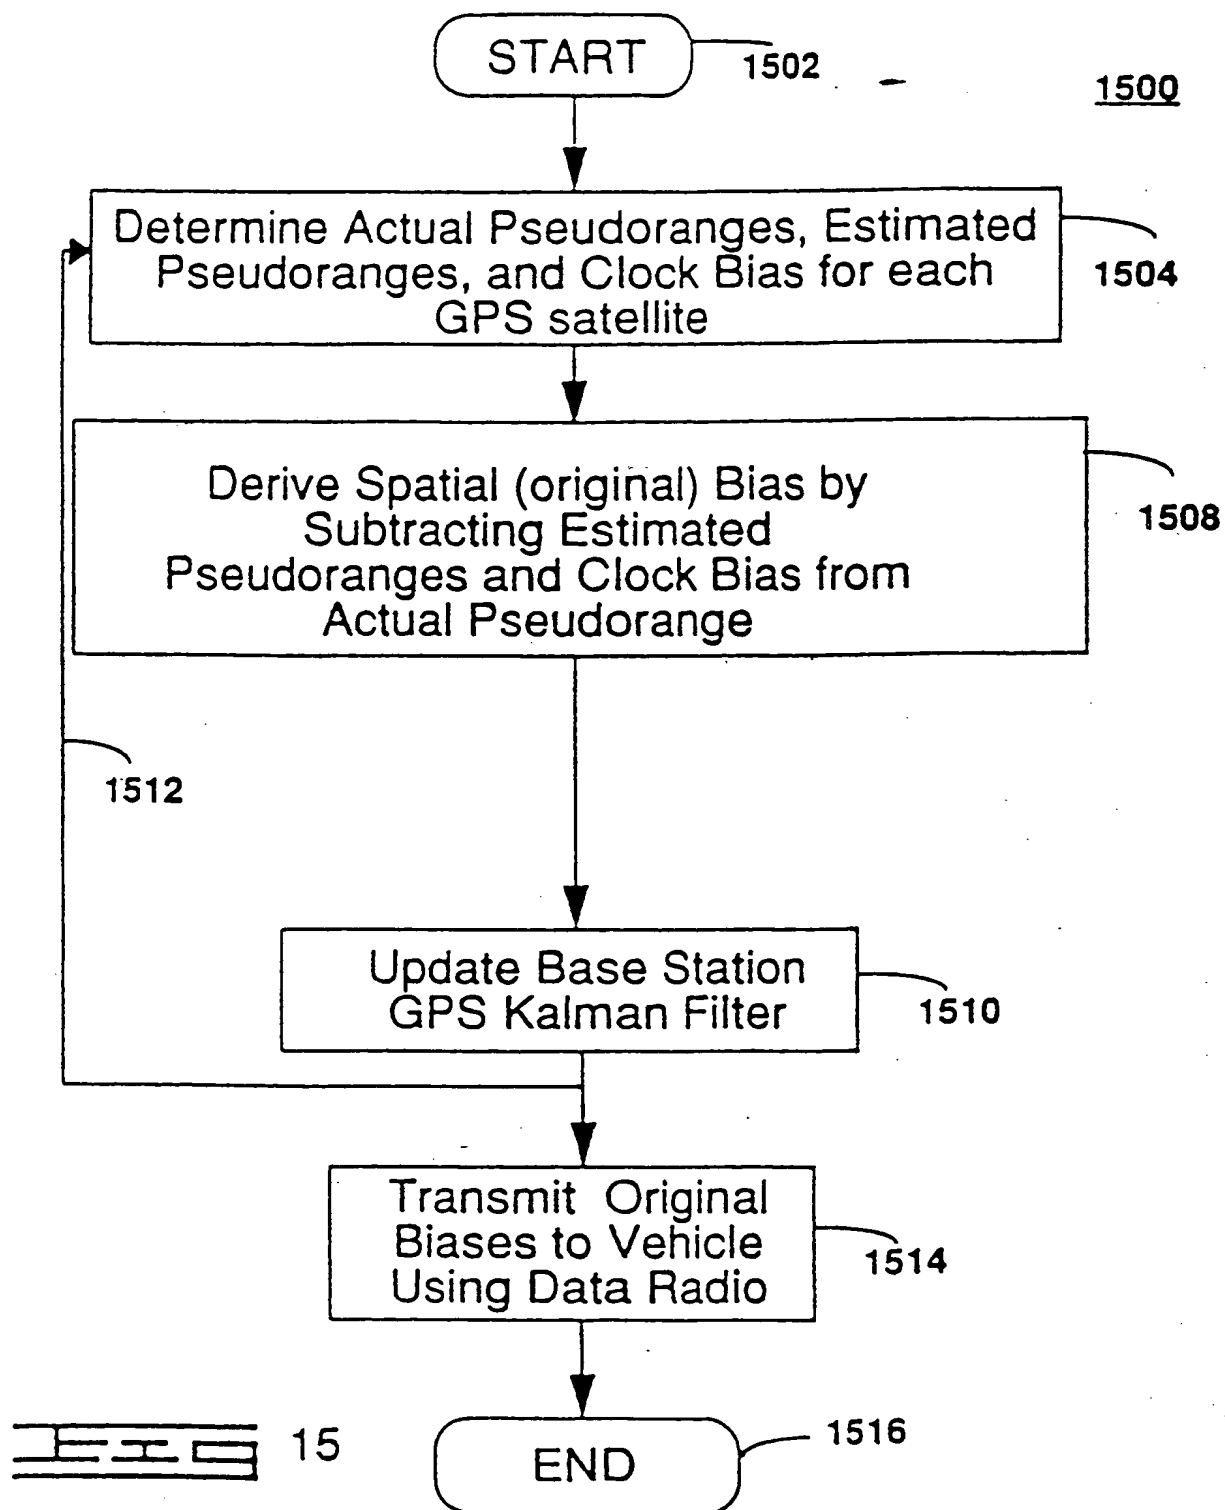 START
1502
1500
Determine Actual Pseudoranges, Estimated
Pseudoranges, and Clock Bias for each
GPS satellite
1504
Derive Spatial (original) Bias by
Subtracting Estimated
Pseudoranges and Clock Bias from
Actual Pseudorange
1508
1512
Update Base Station
GPS Kalman Filter
1510
Transmit Original
Biases to Vehicle
Using Data Radio
1514
FIG 15
END
1516